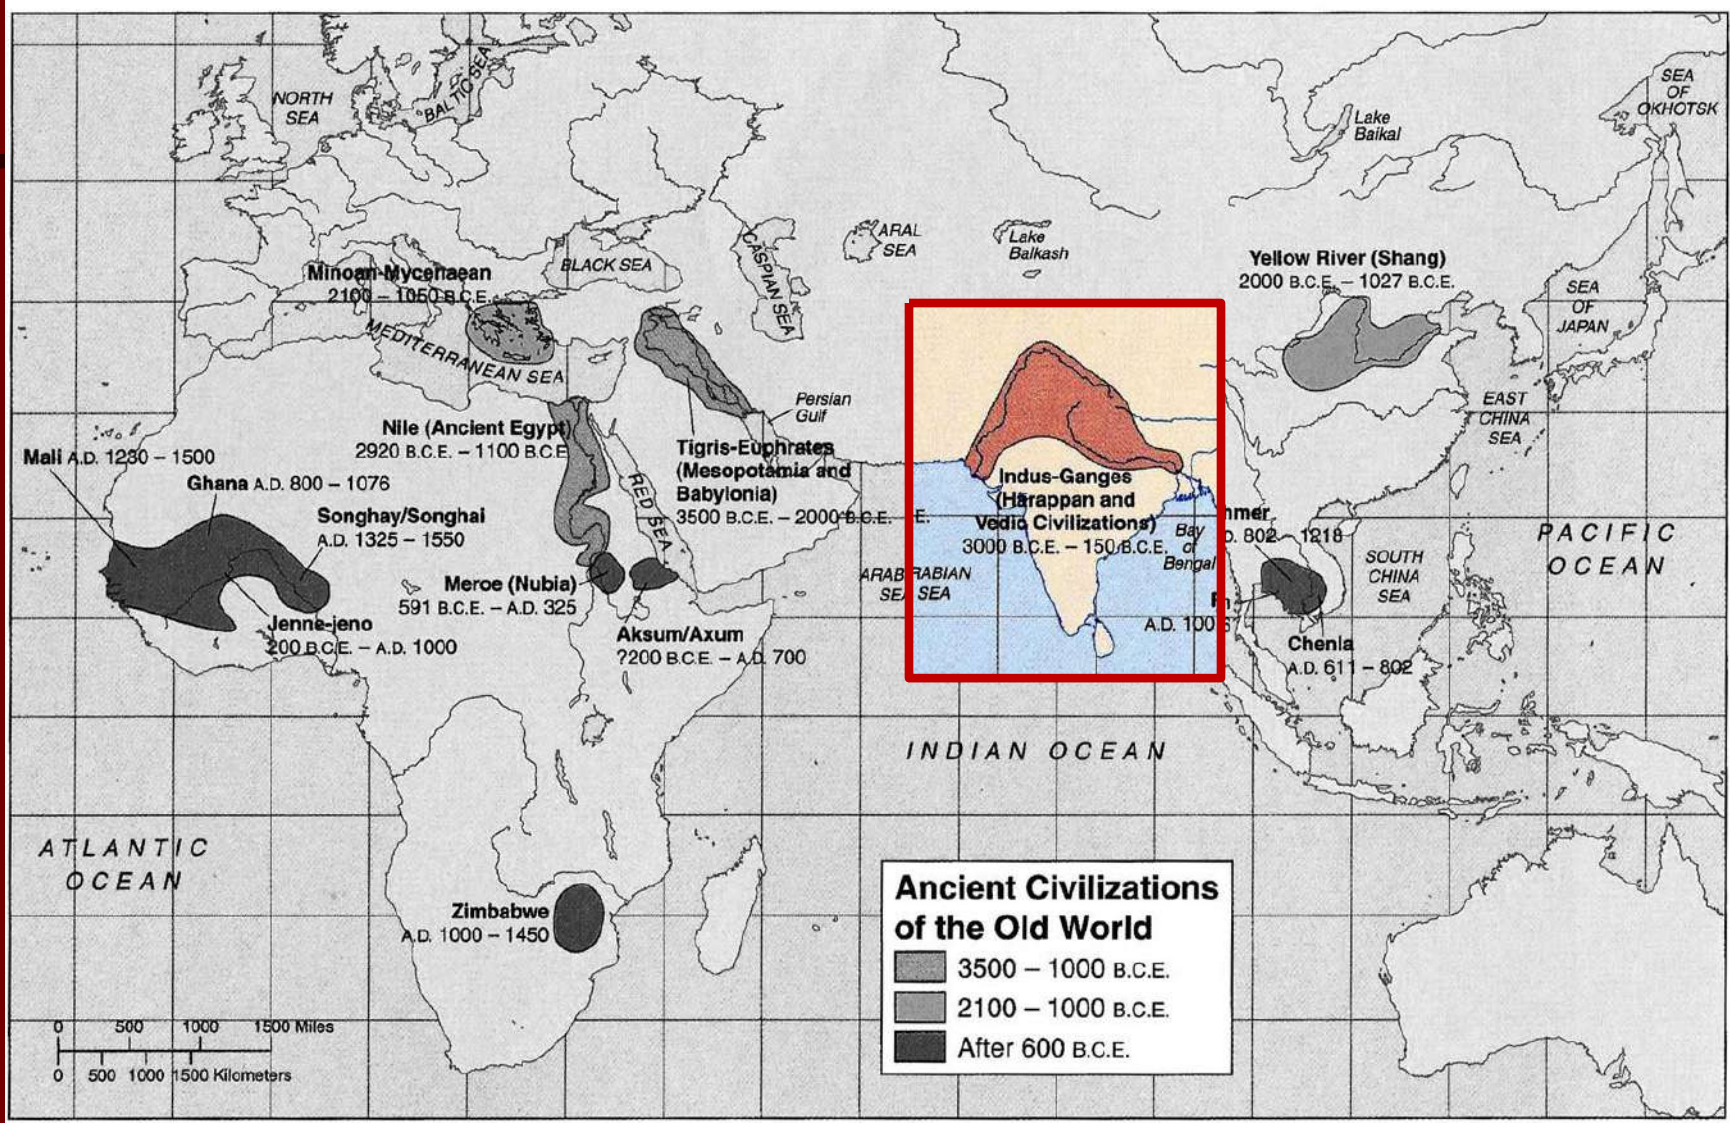 NORTH
SEA
BALTIC SEA
SEA
OF
OKHOTSK
Lake
Baikal
ARAL
SEA
Lake
Balkash
CASPIAN SEA
BLACK SEA
Minoan-Mycenaean
2100 – 1050 B.C.E.
MEDITERRANEAN SEA
Yellow River (Shang)
2000 B.C.E. – 1027 B.C.E.
SEA
OF
JAPAN
EAST
CHINA
SEA
Persian
Gulf
Nile (Ancient Egypt)
2920 B.C.E. – 1100 B.C.E
Tigris-Euphrates
(Mesopotamia and
Babylonia)
3500 B.C.E. – 2000 B.C.E.
E.
RED SEA
Mali A.D. 1230 – 1500
Ghana A.D. 800 – 1076
Songhay/Songhai
A.D. 1325 – 1550
Jenne-jeno
200 B.C.E. – A.D. 1000
Meroe (Nubia)
591 B.C.E. – A.D. 325
Aksum/Axum
?200 B.C.E. – A.D. 700
Indus-Ganges
(Harappan and
Vedic Civilizations)
3000 B.C.E. – 150 B.C.E.
Bay
of
Bengal
ARAB RABIAN
SEA SEA
802 – 1218
A.D. 100
Chenla
A.D. 611 – 802
SOUTH
CHINA
SEA
PACIFIC
OCEAN
INDIAN OCEAN
ATLANTIC
OCEAN
Zimbabwe
A.D. 1000 – 1450
Ancient Civilizations
of the Old World
3500 – 1000 B.C.E.
2100 – 1000 B.C.E.
After 600 B.C.E.
0 500 1000 1500 Miles
0 500 1000 1500 Kilometers